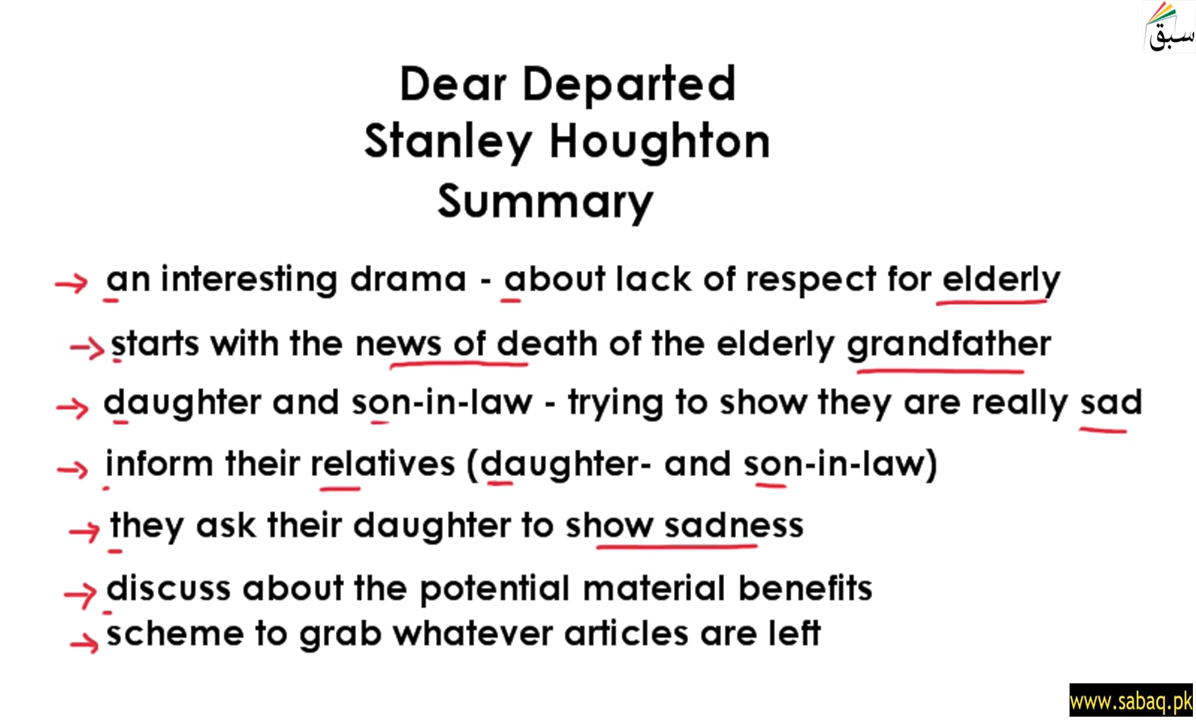 سبق
Dear Departed
Stanley Houghton
Summary
→ an interesting drama - about lack of respect for elderly
→ starts with the news of death of the elderly grandfather
→ daughter and son-in-law - trying to show they are really sad
→ inform their relatives (daughter- and son-in-law)
→ they ask their daughter to show sadness
→ discuss about the potential material benefits
→ scheme to grab whatever articles are left
www.sabaq.pk